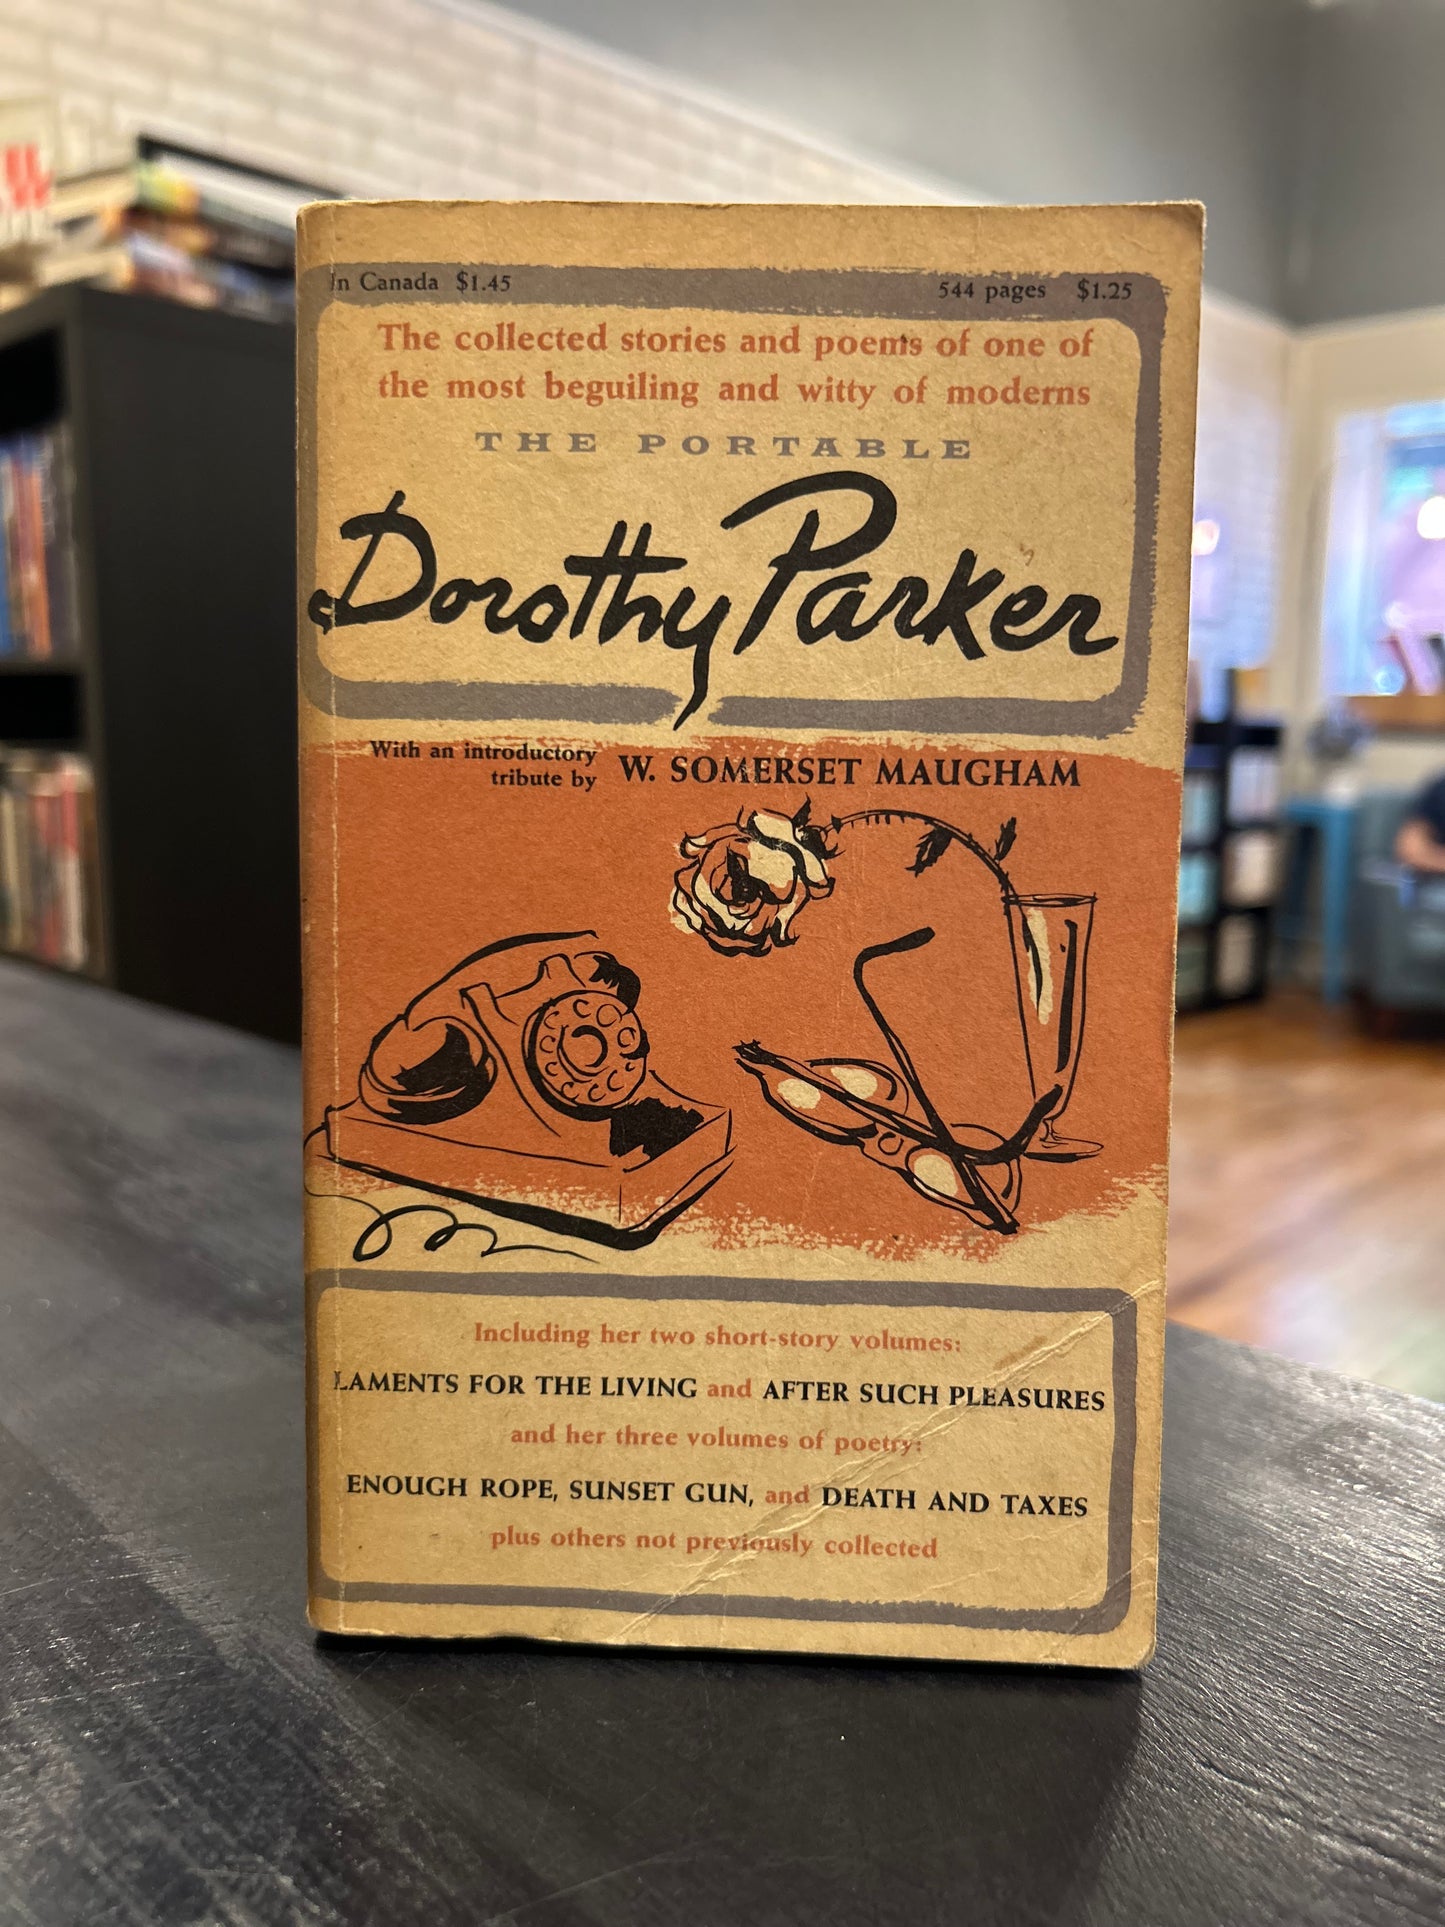 In Canada $1.45 544 pages $1.25
The collected stories and poems of one of
the most beguiling and witty of moderns
THE PORTABLE
Dorothy Parker
With an introductory
tribute by W. SOMERSET MAUGHAM
Including her two short-story volumes:
LAMENTS FOR THE LIVING and AFTER SUCH PLEASURES
and her three volumes of poetry:
ENOUGH ROPE, SUNSET GUN, and DEATH AND TAXES
plus others not previously collected